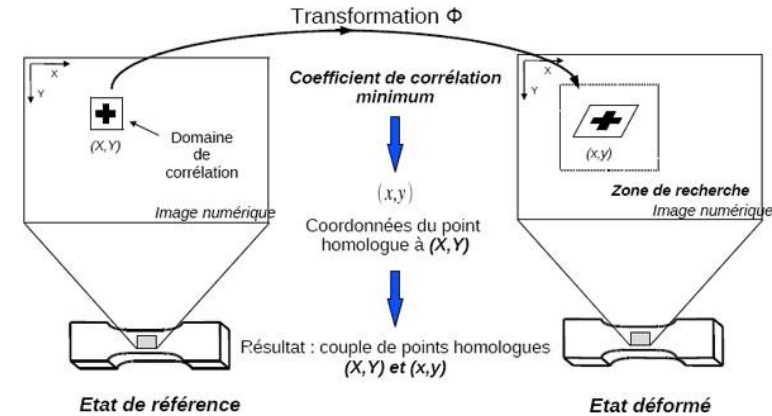 Transformation Φ
X
Y
(X,Y)
Domaine
de
corrélation
Image numérique
Coefficient de corrélation
minimum
(x,y)
Coordonnées du point
homologue à (X,Y)
Résultat : couple de points homologues
(X,Y) et (x,y)
X
Y
(x,y)
Zone de recherche
Image numérique
Etat de référence
Etat déformé